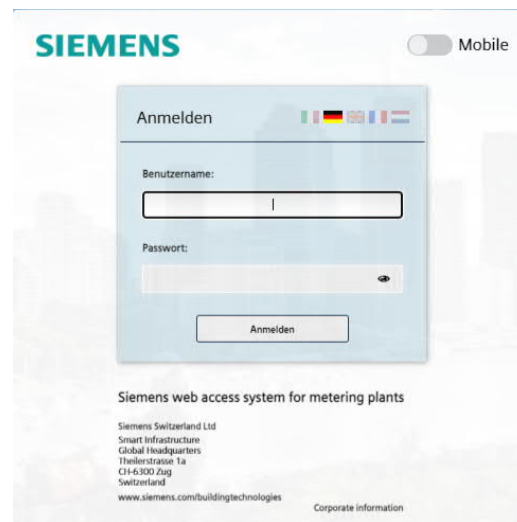 SIEMENS
Mobile
Anmelden
Benutzername:
Passwort:
Anmelden
Siemens web access system for metering plants
Siemens Switzerland Ltd
Smart Infrastructure
Global Headquarters
Theilerstrasse 1a
CH-6300 Zug
Switzerland
www.siemens.com/buildingtechnologies
Corporate information